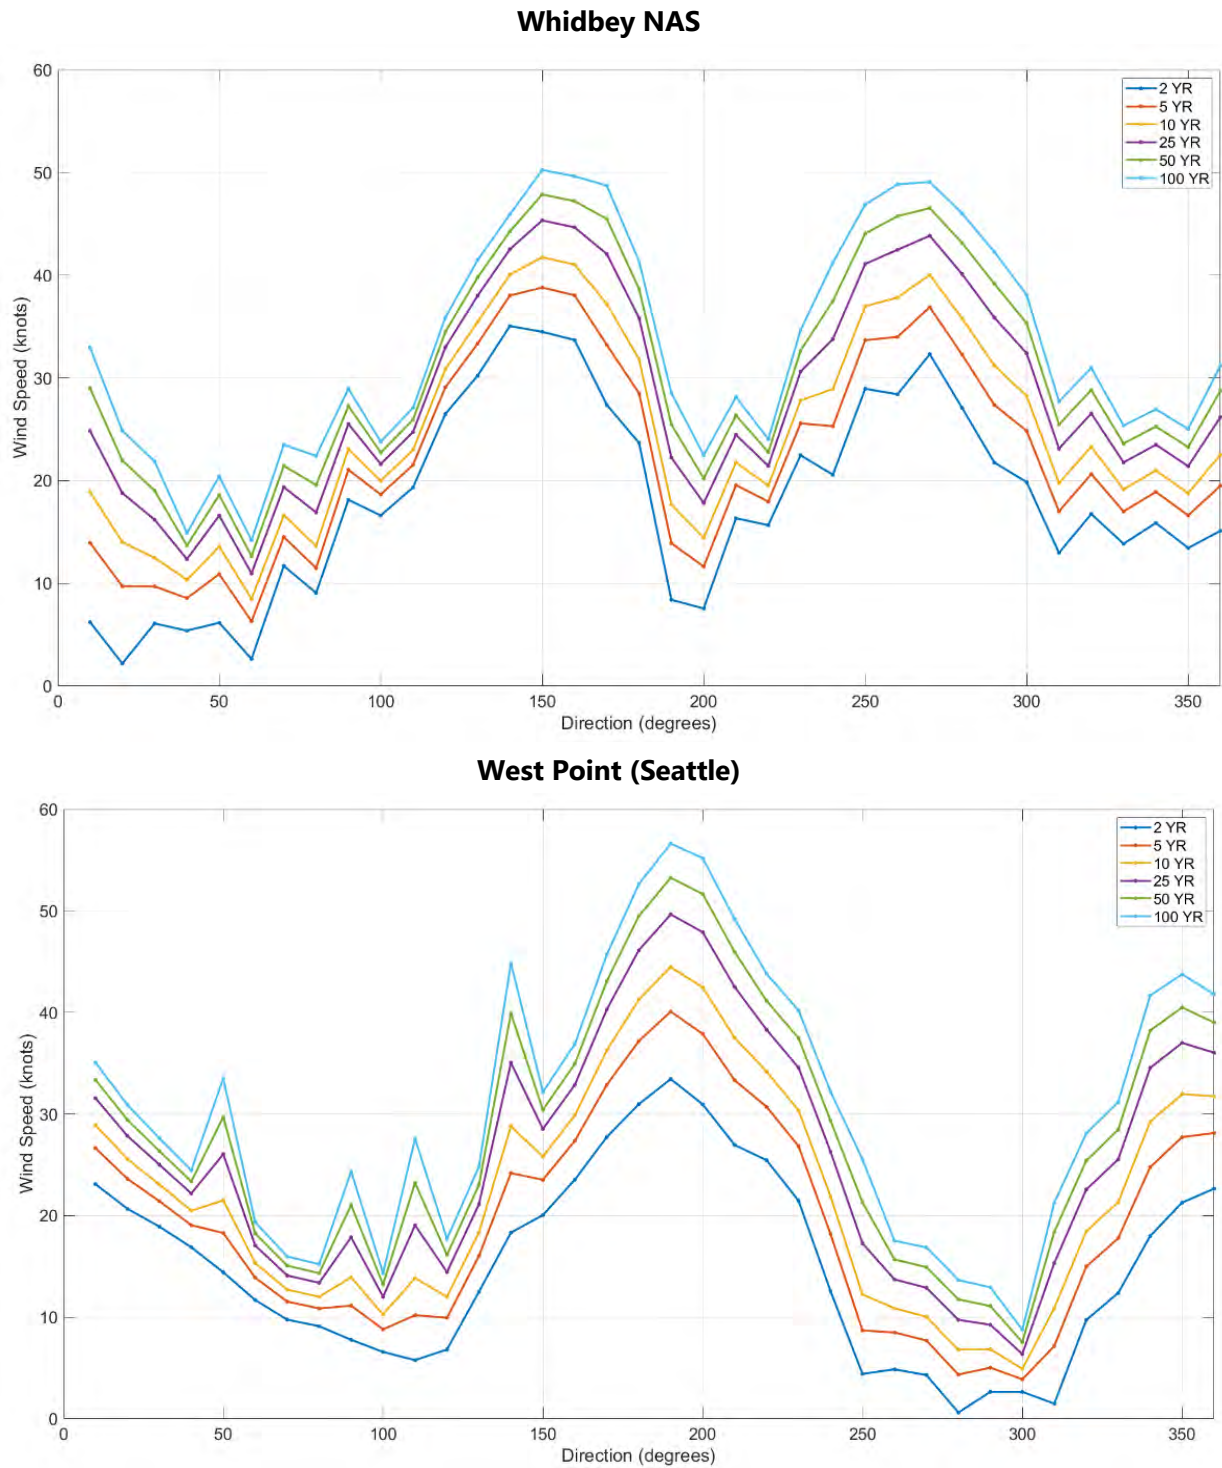 Whidbey NAS
60
50
40
30
20
10
0
Wind Speed (knots)
2 YR
5 YR
10 YR
25 YR
50 YR
100 YR
0 50 100 150 200 250 300 350
Direction (degrees)
West Point (Seattle)
60
50
40
30
20
10
0
Wind Speed (knots)
2 YR
5 YR
10 YR
25 YR
50 YR
100 YR
0 50 100 150 200 250 300 350
Direction (degrees)